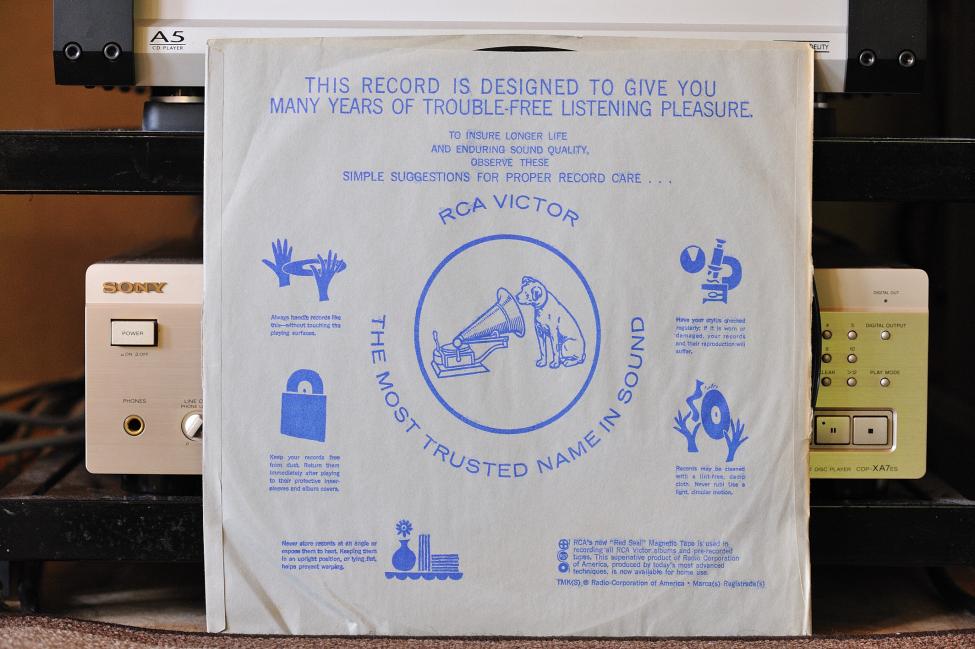 A5
CD PLAYER
THIS RECORD IS DESIGNED TO GIVE YOU
MANY YEARS OF TROUBLE-FREE LISTENING PLEASURE.
TO INSURE LONGER LIFE
AND ENDURING SOUND QUALITY,
OBSERVE THESE
SIMPLE SUGGESTIONS FOR PROPER RECORD CARE . . .
RCA VICTOR
THE MOST TRUSTED NAME IN SOUND
Always handle records like
this—without touching the
playing surfaces.
Have your stylus checked
regularly; if it is worn or
damaged, your records
and their reproduction will
suffer.
Keep your records free
from dust. Return them
immediately after playing
to their protective inner-
sleeves and album covers.
Records may be cleaned
with a lint-free, damp
cloth. Never rub! Use a
light, circular motion.
Never store records at an angle or
expose them to heat. Keeping them
in an upright position, or lying flat,
helps prevent warping.
RCA's new "Red Seal" Magnetic Tape is used in
recording all RCA Victor albums and pre-recorded
tapes. This superlative product of Radio Corporation
of America, produced by today's most advanced
techniques, is now available for home use.
TMK(S) ® Radio Corporation of America • Marca(s) Registrada(s)
SONY
POWER
PHONES
DIGITAL OUT
DIGITAL OUTPUT
PLAY MODE
DISC PLAYER CDP-XA7ES